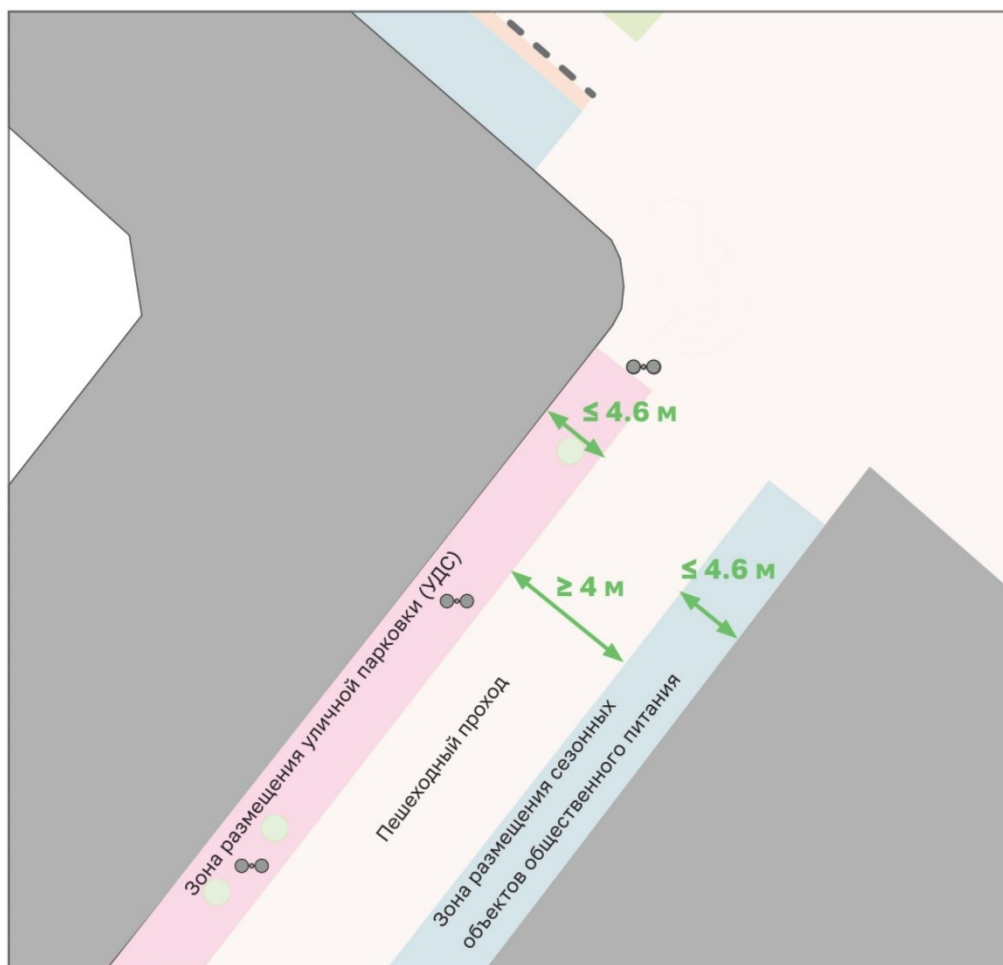 ≤ 4.6 м
≤ 4.6 м
≥ 4 м
Зона размещения уличной парковки (УДС)
Пешеходный проход
Зона размещения сезонных
объектов общественного питания